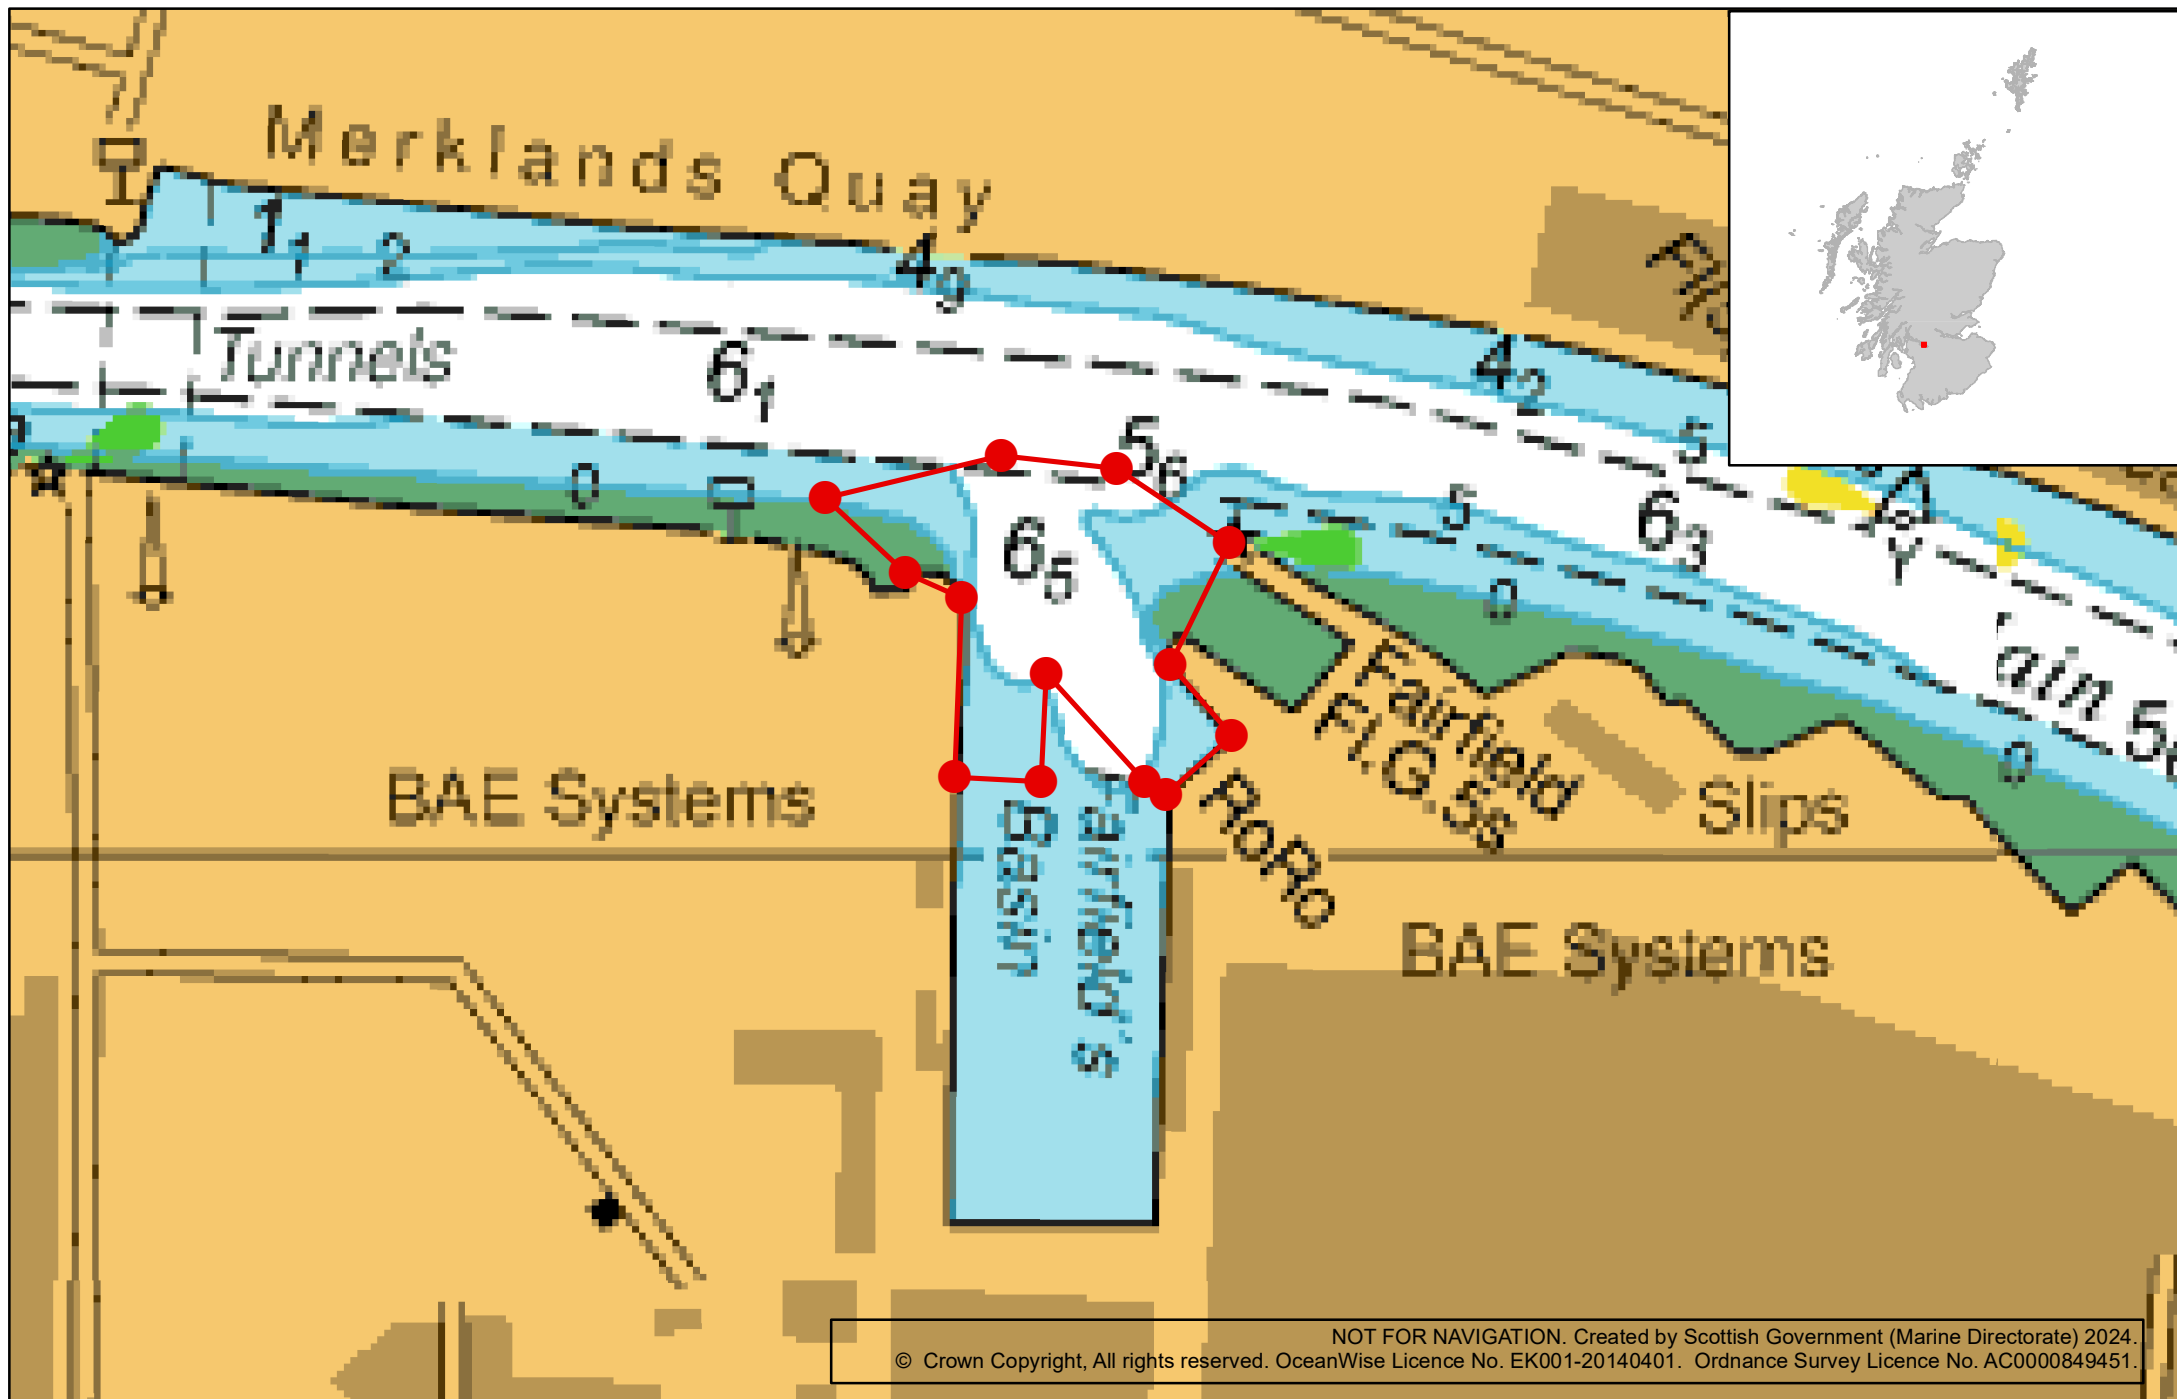 Merklands Quay
1₁
2
4₉
Tunnels
6₁
4₂
5
5₆
0
5
6₃
6₅
0
Y
ain 5
Fairfield
Fl.G.5s
BAE Systems
RoRo
Slips
0
Fairfield's
Basin
BAE Systems
NOT FOR NAVIGATION. Created by Scottish Government (Marine Directorate) 2024.
© Crown Copyright, All rights reserved. OceanWise Licence No. EK001-20140401. Ordnance Survey Licence No. AC0000849451.